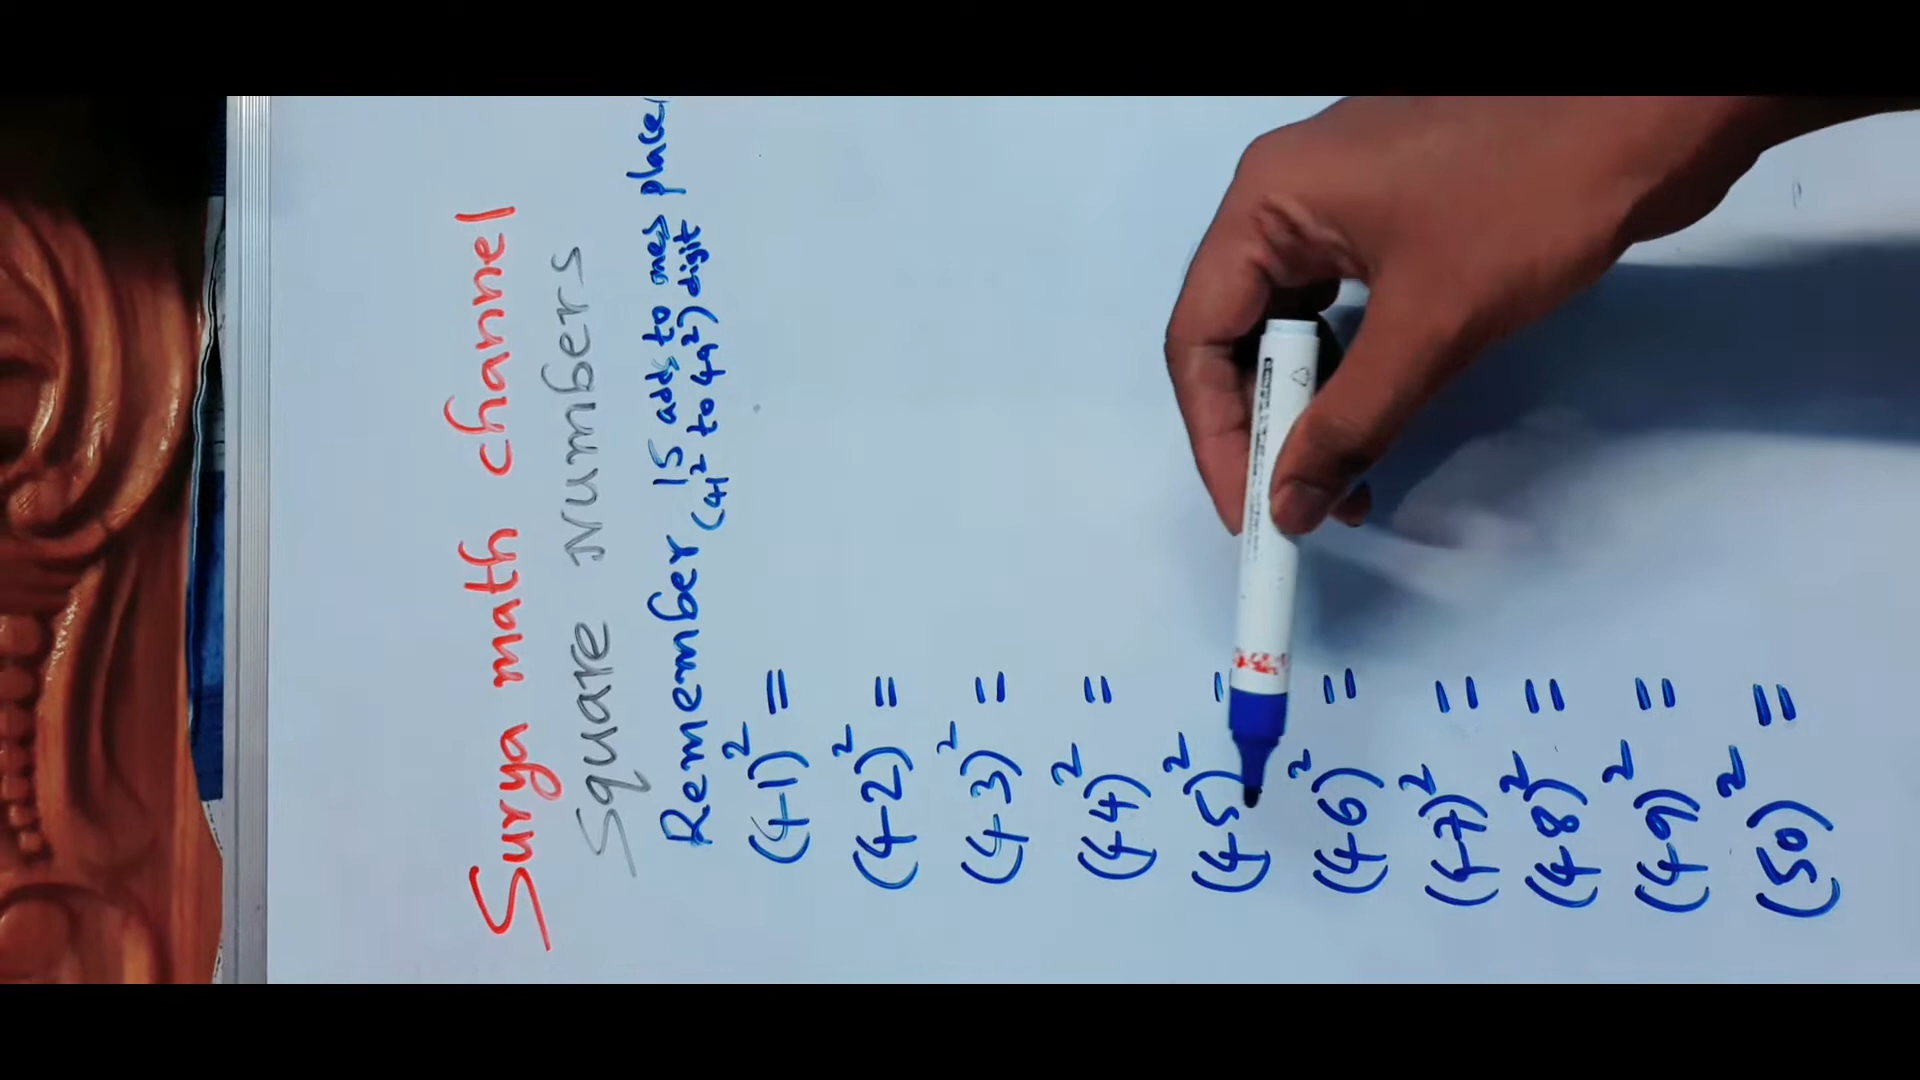 Surya math channel
Square Numbers
Remember 15 adds to ones place
(41² to 49²) digit
(41)² =
(42)² =
(43)² =
(44)² =
(45)² =
(46)² =
(47)² =
(48)² =
(49)² =
(50)² =